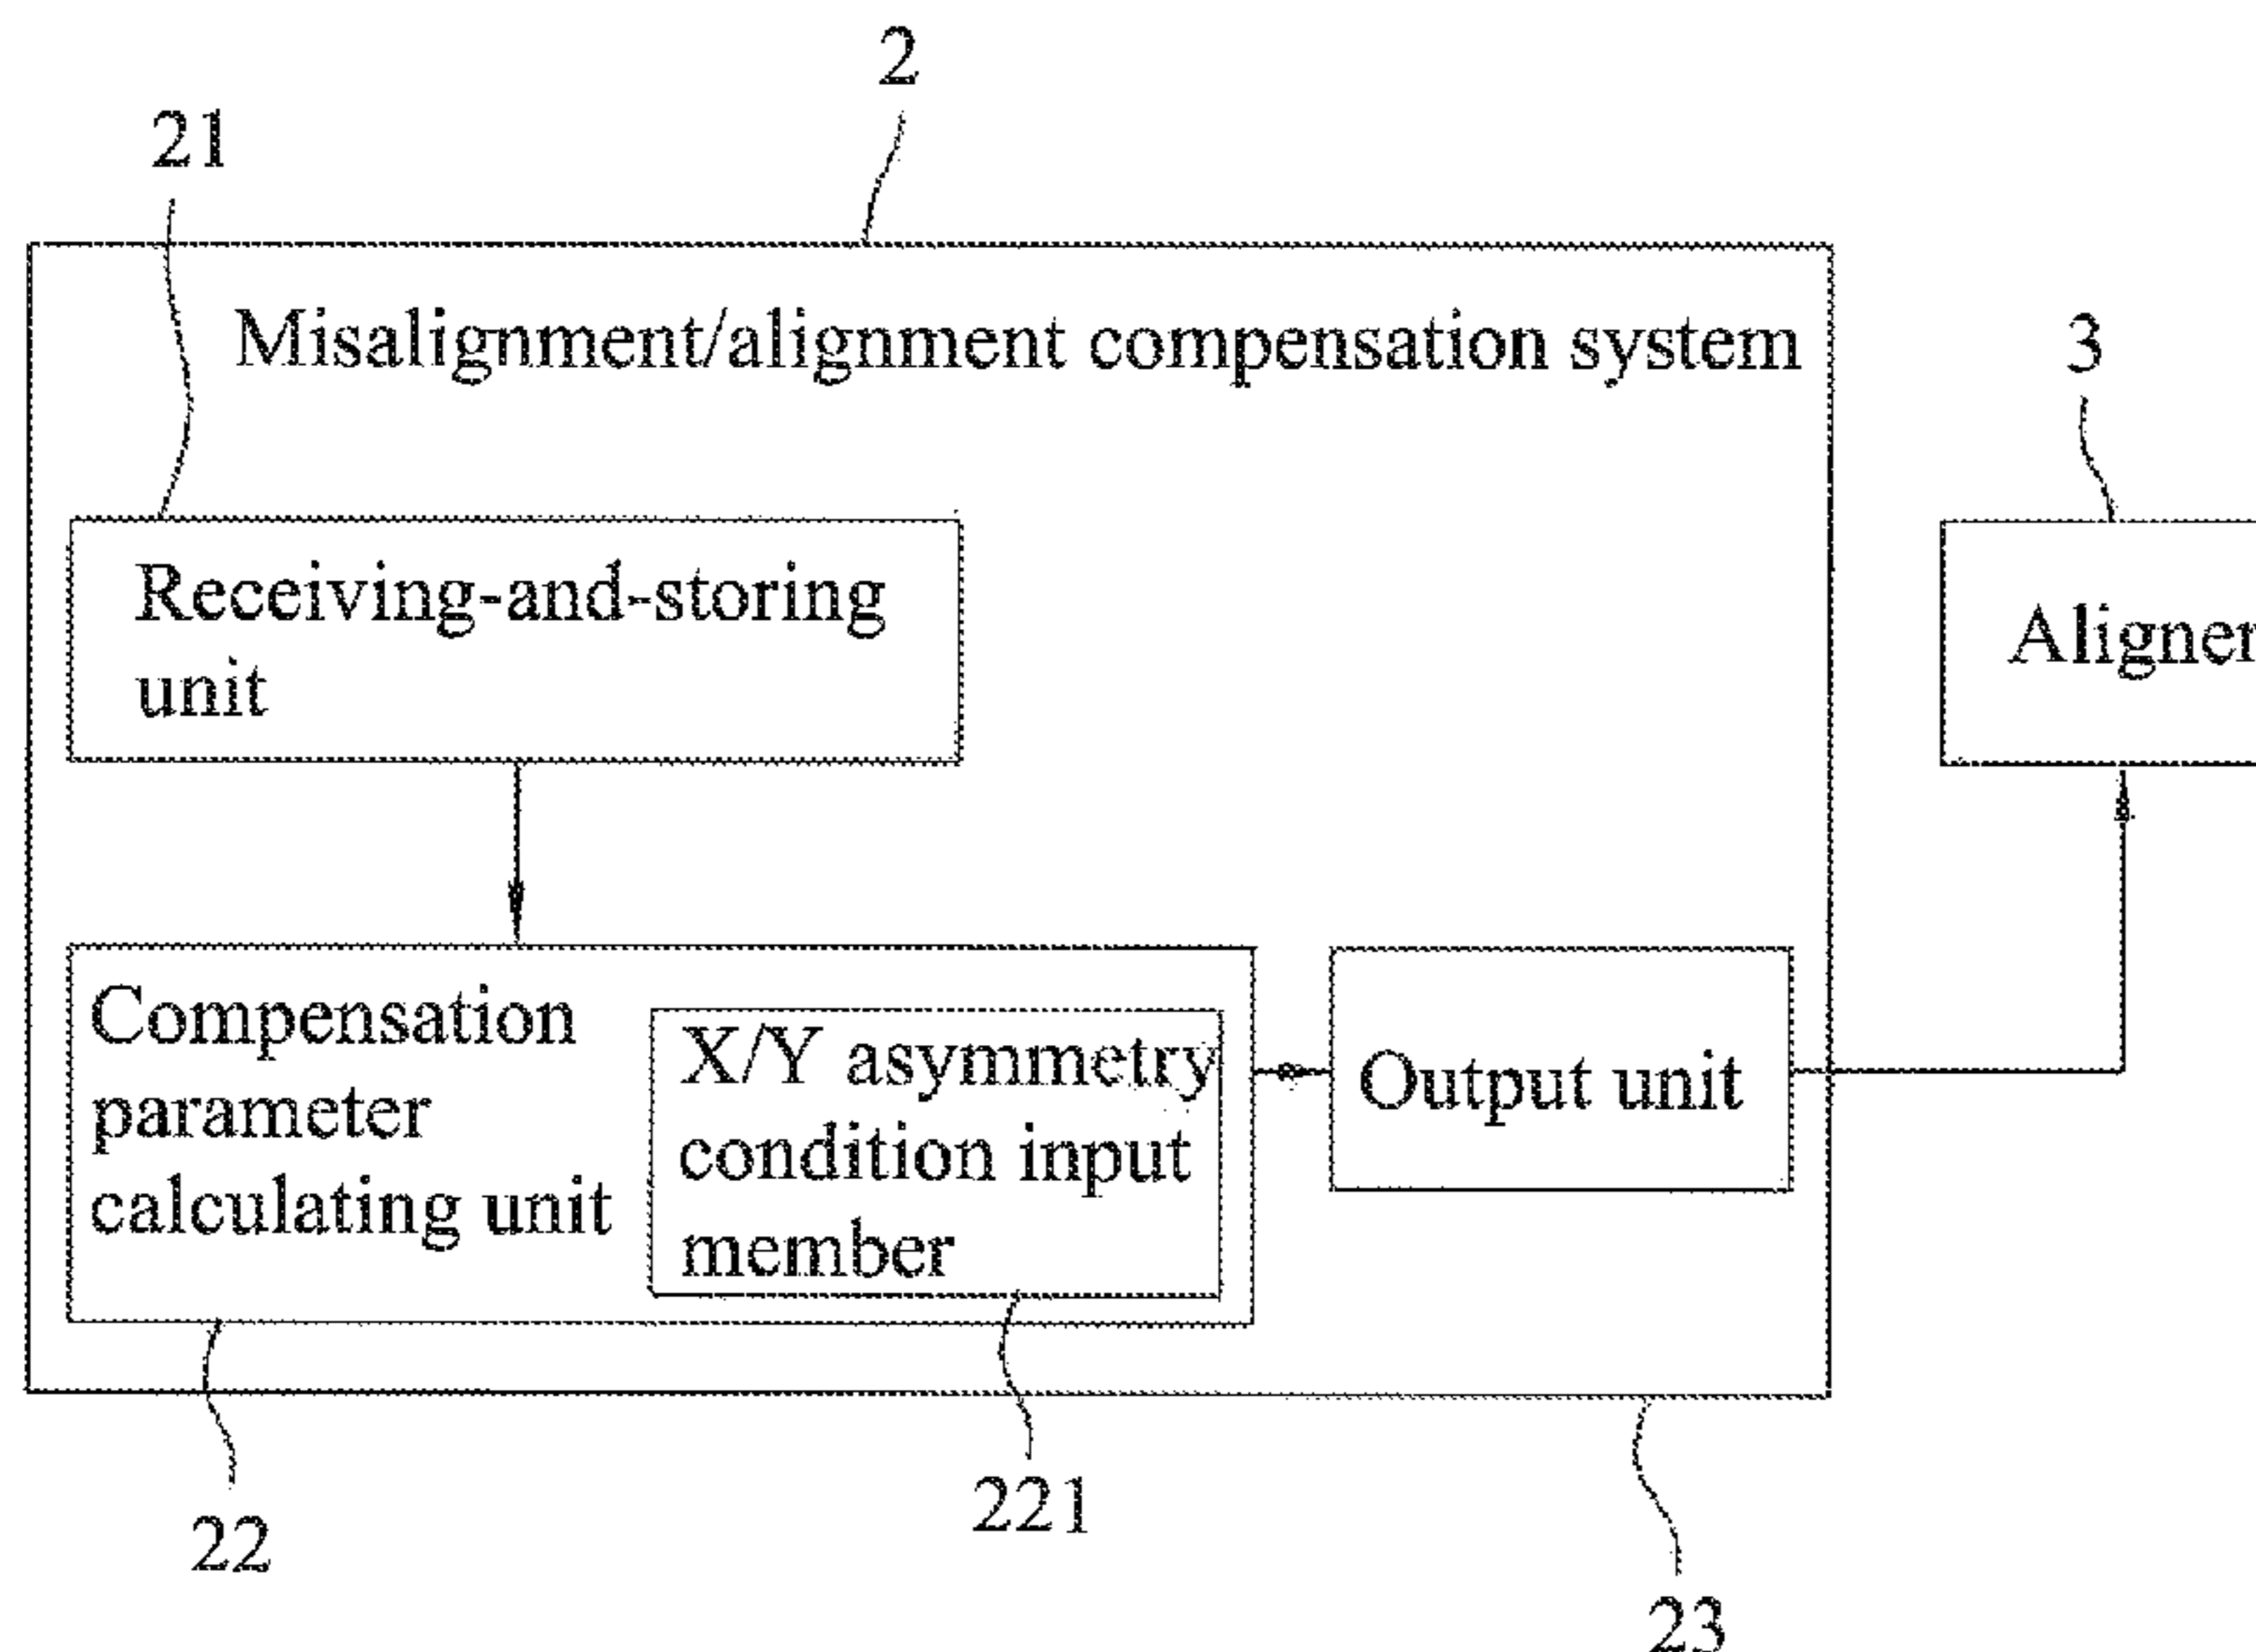 2
21
Misalignment/alignment compensation system
3
Receiving-and-storing
unit
Aligner
Compensation
parameter
calculating unit
X/Y asymmetry
condition input
member
Output unit
221
22
23